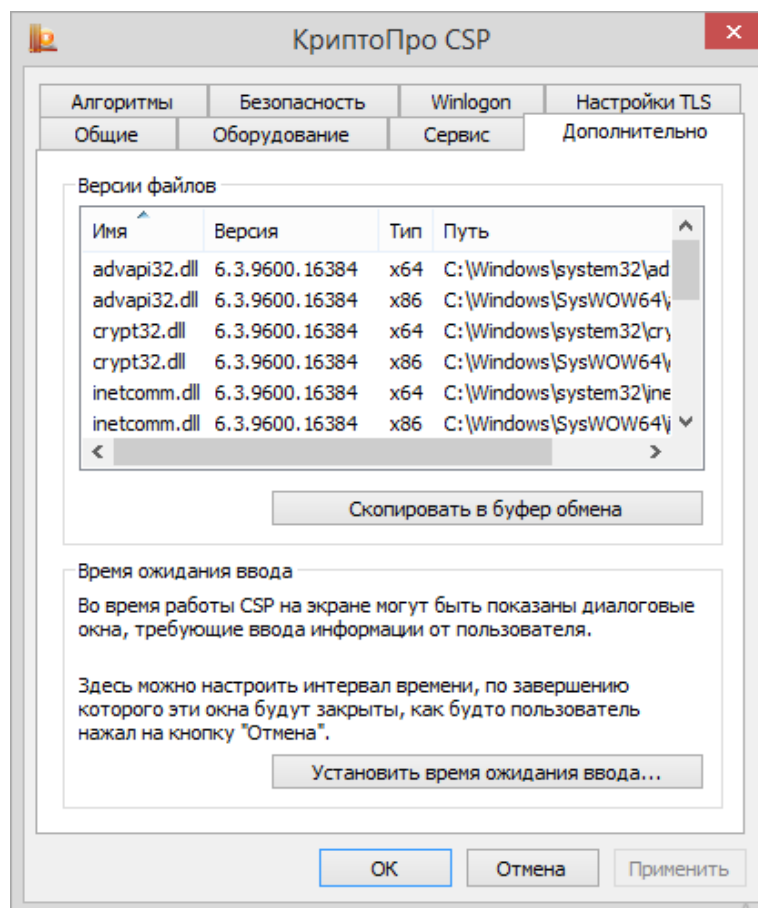 КриптоПро CSP
Алгоритмы Безопасность Winlogon Настройки TLS
Общие Оборудование Сервис Дополнительно
Версии файлов
Имя Версия Тип Путь
advapi32.dll 6.3.9600.16384 x64 C:\Windows\system32\ad
advapi32.dll 6.3.9600.16384 x86 C:\Windows\SysWOW64\
crypt32.dll 6.3.9600.16384 x64 C:\Windows\system32\cry
crypt32.dll 6.3.9600.16384 x86 C:\Windows\SysWOW64\
inetcomm.dll 6.3.9600.16384 x64 C:\Windows\system32\ine
inetcomm.dll 6.3.9600.16384 x86 C:\Windows\SysWOW64\i
Скопировать в буфер обмена
Время ожидания ввода
Во время работы CSP на экране могут быть показаны диалоговые
окна, требующие ввода информации от пользователя.
Здесь можно настроить интервал времени, по завершению
которого эти окна будут закрыты, как будто пользователь
нажал на кнопку "Отмена".
Установить время ожидания ввода...
ОК Отмена Применить